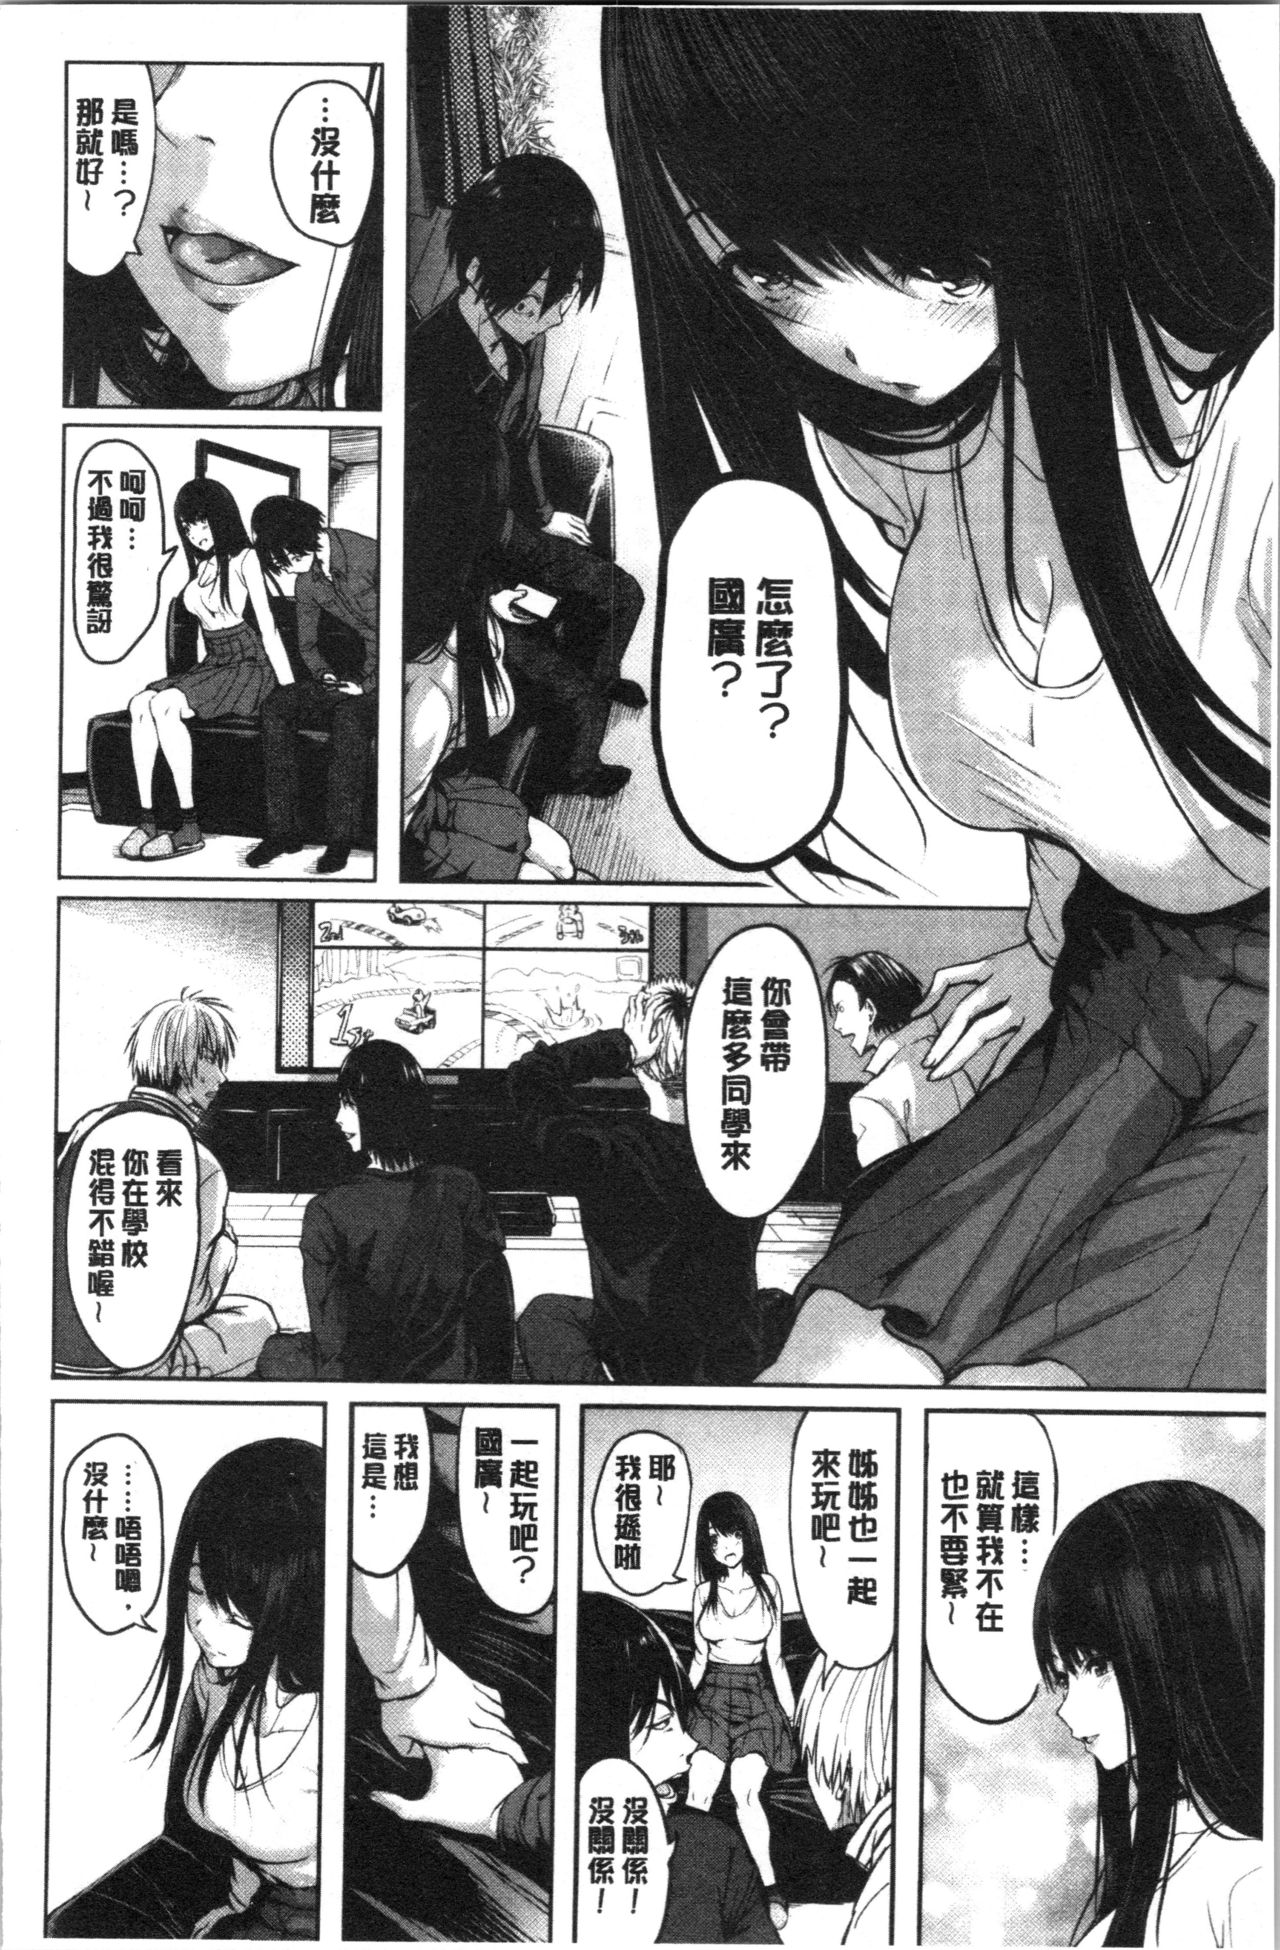 怎麼了?
國廣?
…沒什麼
是嗎…?
那就好~
呵呵…
不過我很驚訝
你會帶
這麼多同學來
2nd
3th
1st
看來
你在學校
混得不錯喔~
這樣…
就算我不在
也不要緊~
姊姊也一起
來玩吧~
耶~
我很遜啦
沒關係!
沒關係!
一起玩吧?
國廣~
我想
這是…
……唔唔嗯,
沒什麼~